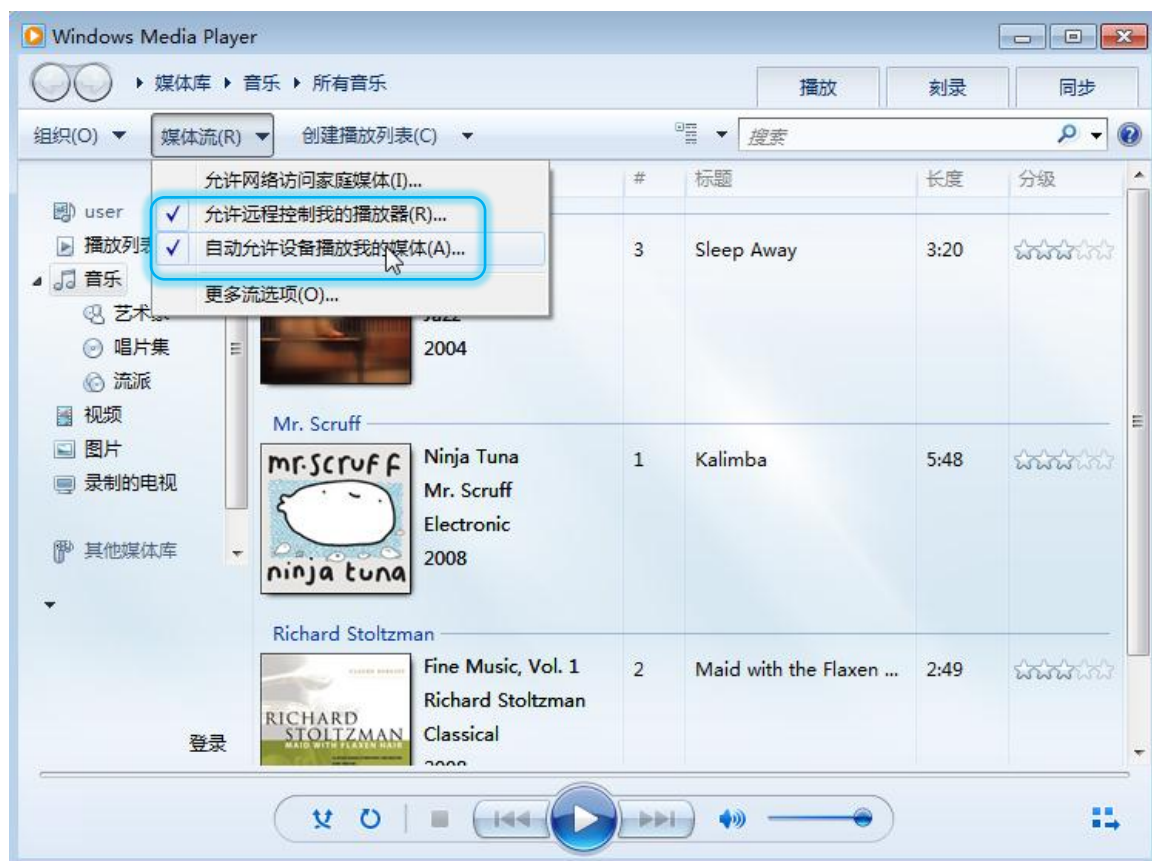 Windows Media Player
媒体库 音乐 所有音乐
播放 刻录 同步
组织(O) 媒体流(R) 创建播放列表(C) 搜索
允许网络访问家庭媒体(I)...
允许远程控制我的播放器(R)...
自动允许设备播放我的媒体(A)...
更多流选项(O)...
# 标题 长度 分级
user
播放列表
音乐
艺术家
唱片集
流派
视频
图片
录制的电视
其他媒体库
登录
3 Sleep Away 3:20
Jazz
2004
Mr. Scruff
mr.scruff
ninja tuna
Ninja Tuna 1 Kalimba 5:48
Mr. Scruff
Electronic
2008
Richard Stoltzman
RICHARD
STOLTZMAN
MAID WITH FLAXEN HAIR
Fine Music, Vol. 1 2 Maid with the Flaxen ... 2:49
Richard Stoltzman
Classical
2008